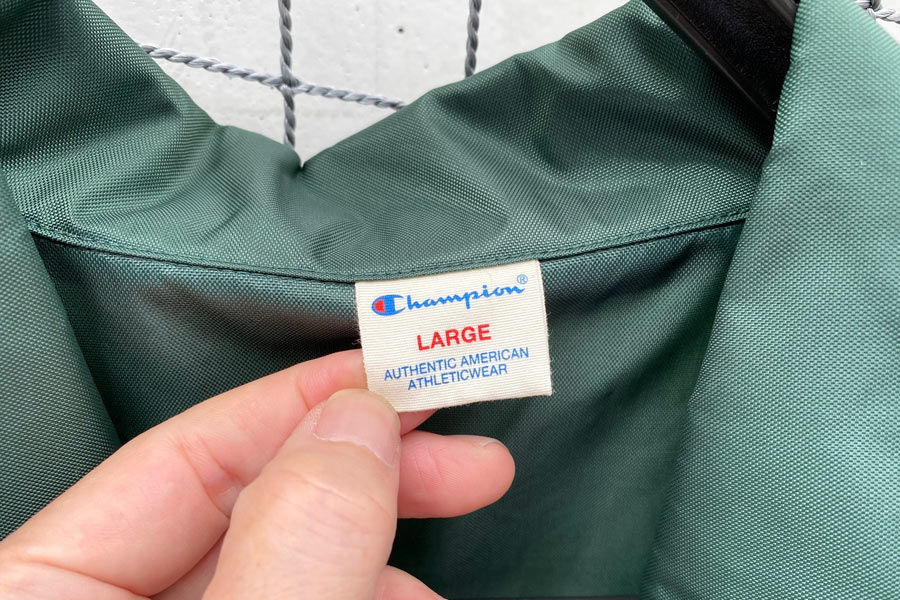 Champion®
LARGE
AUTHENTIC AMERICAN
ATHLETICWEAR